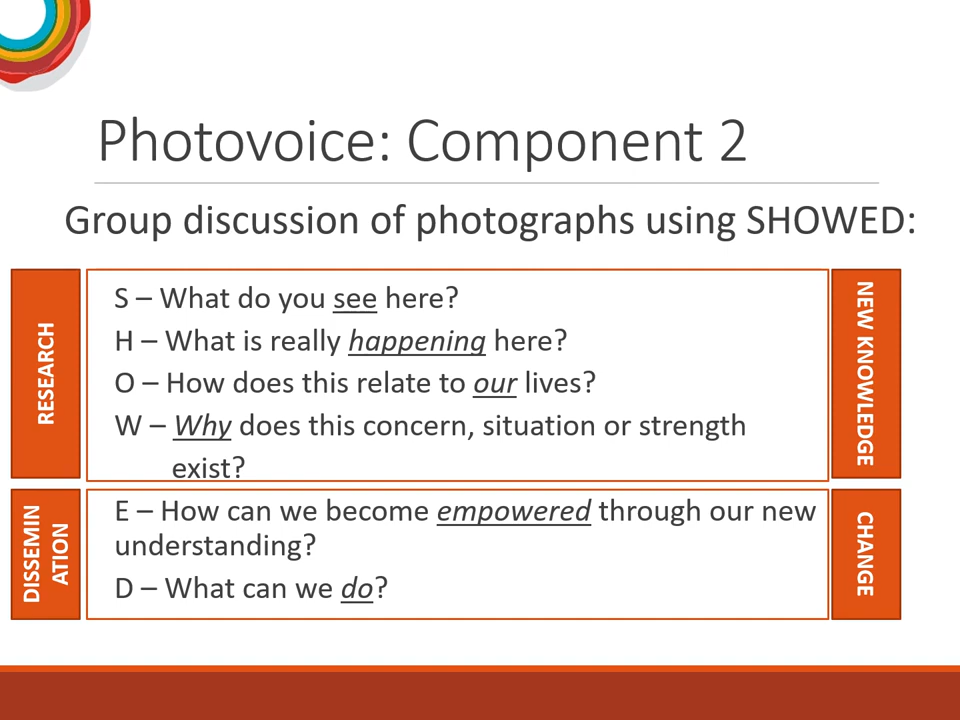 Photovoice: Component 2
Group discussion of photographs using SHOWED:
RESEARCH
S – What do you see here?
H – What is really happening here?
O – How does this relate to our lives?
W – Why does this concern, situation or strength
exist?
NEW KNOWLEDGE
DISSEMIN
ATION
E – How can we become empowered through our new
understanding?
D – What can we do?
CHANGE